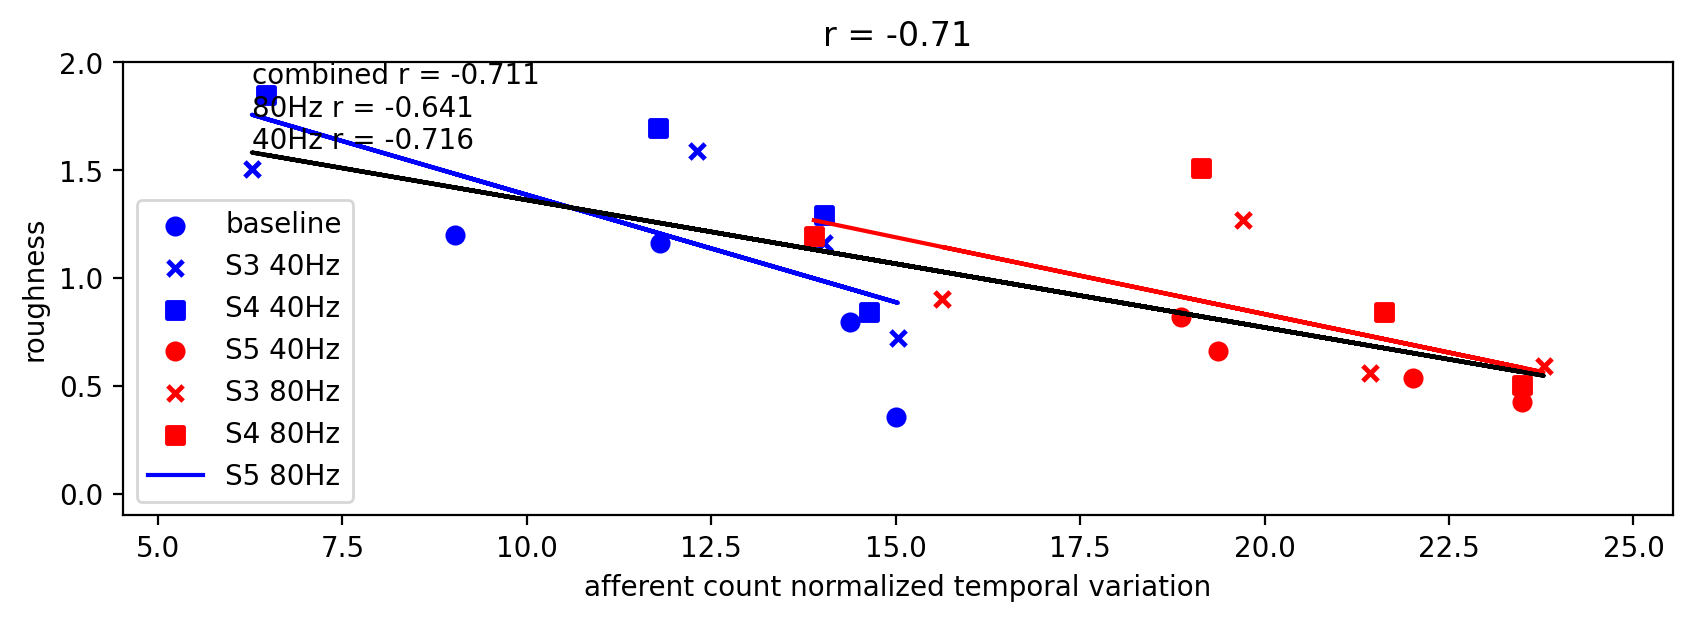 r = -0.71
combined r = -0.711
80Hz r = -0.641
40Hz r = -0.716
roughness
2.0
1.5
1.0
0.5
0.0
baseline
S3 40Hz
S4 40Hz
S5 40Hz
S3 80Hz
S4 80Hz
S5 80Hz
5.0 7.5 10.0 12.5 15.0 17.5 20.0 22.5 25.0
afferent count normalized temporal variation